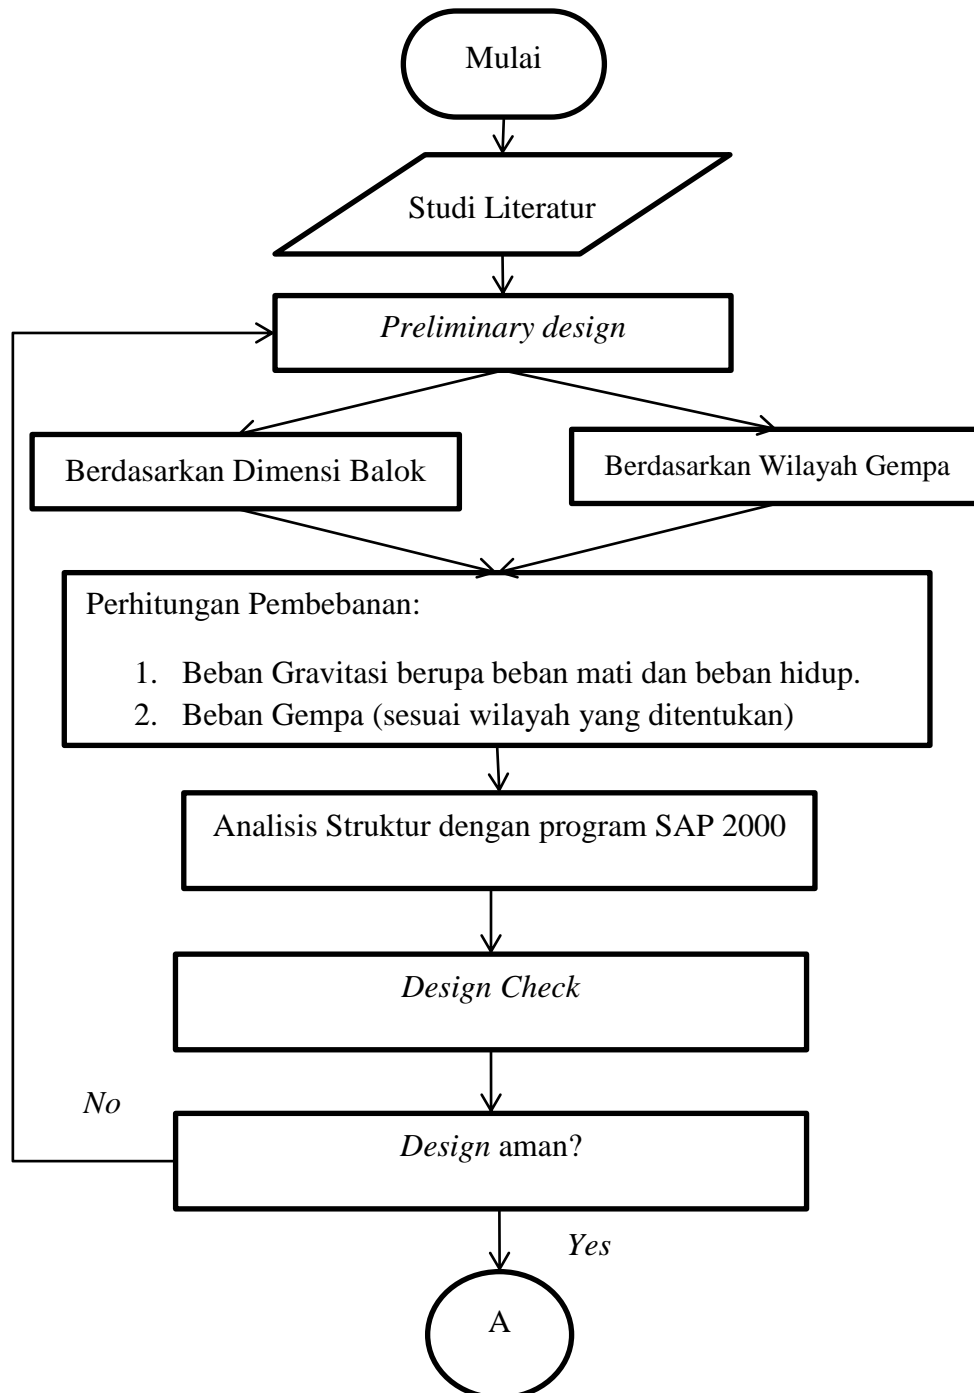 Mulai
Studi Literatur
Preliminary design
Berdasarkan Dimensi Balok
Berdasarkan Wilayah Gempa
Perhitungan Pembebanan:
1. Beban Gravitasi berupa beban mati dan beban hidup.
2. Beban Gempa (sesuai wilayah yang ditentukan)
Analisis Struktur dengan program SAP 2000
Design Check
No
Design aman?
Yes
A